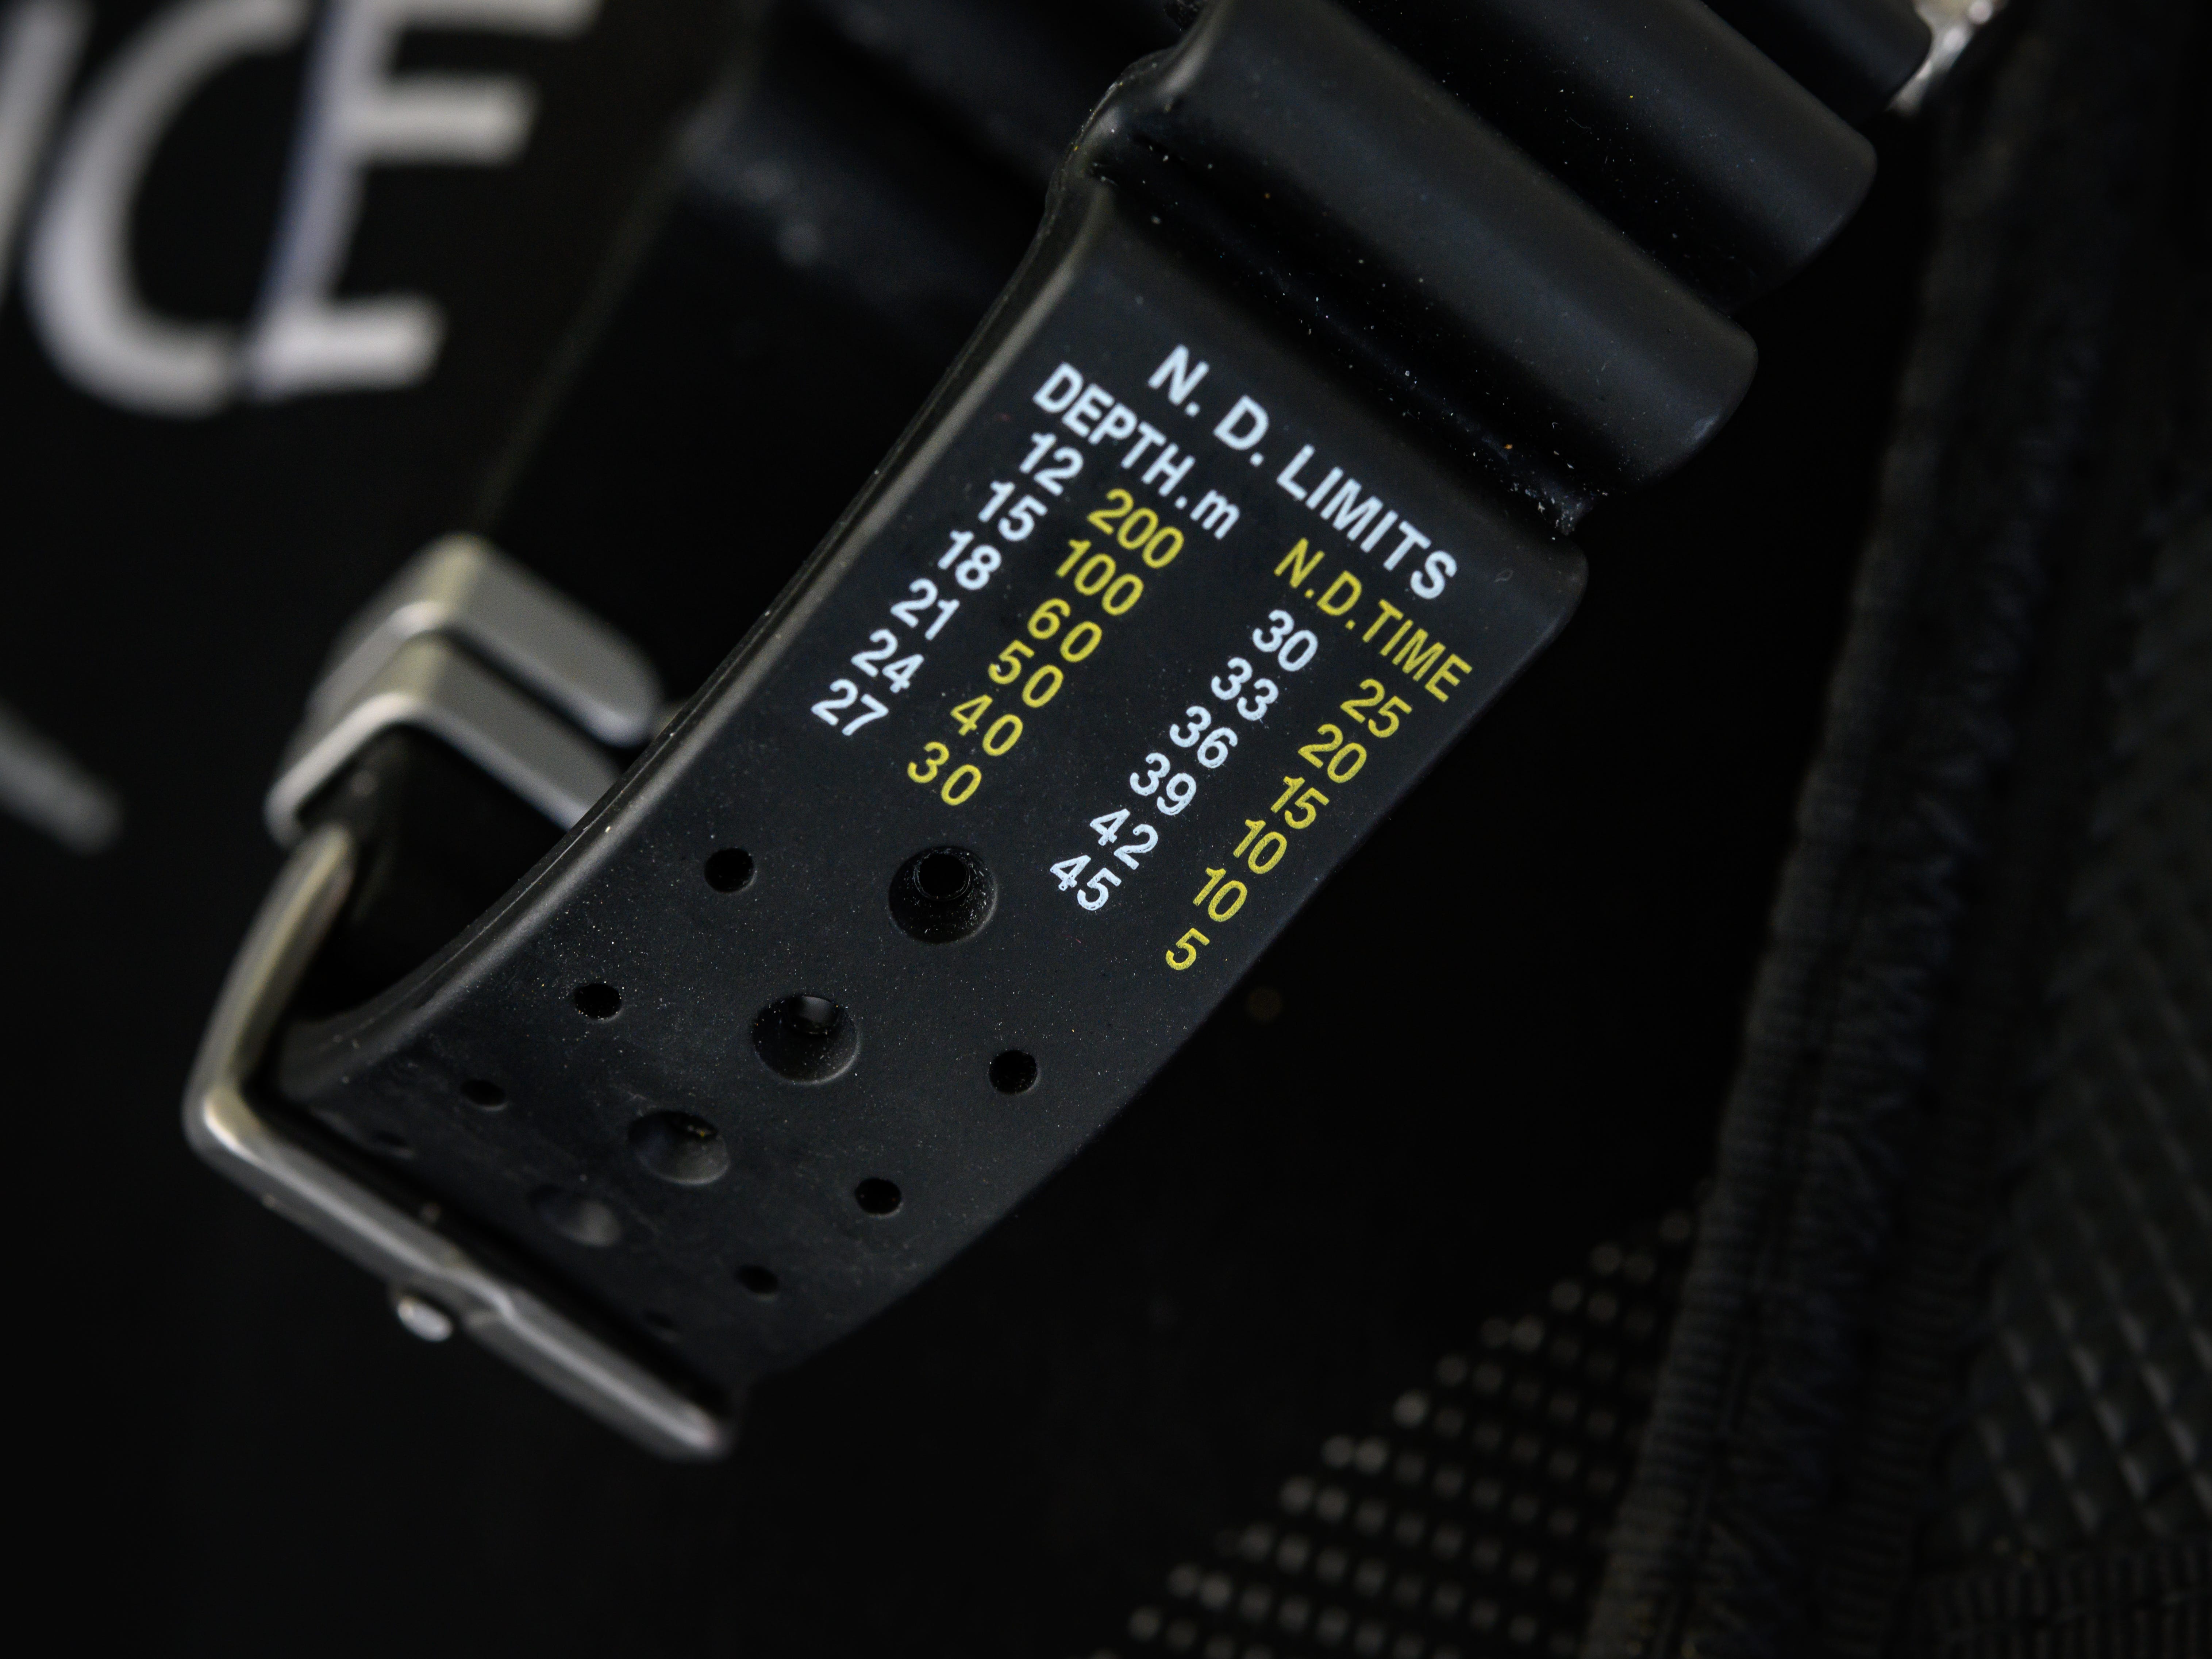 ICE
N. D. LIMITS
DEPTH.m N.D.TIME
12 200 30 25
15 100 33 20
18 60 36 15
21 50 39 10
24 40 42 10
27 30 45 5